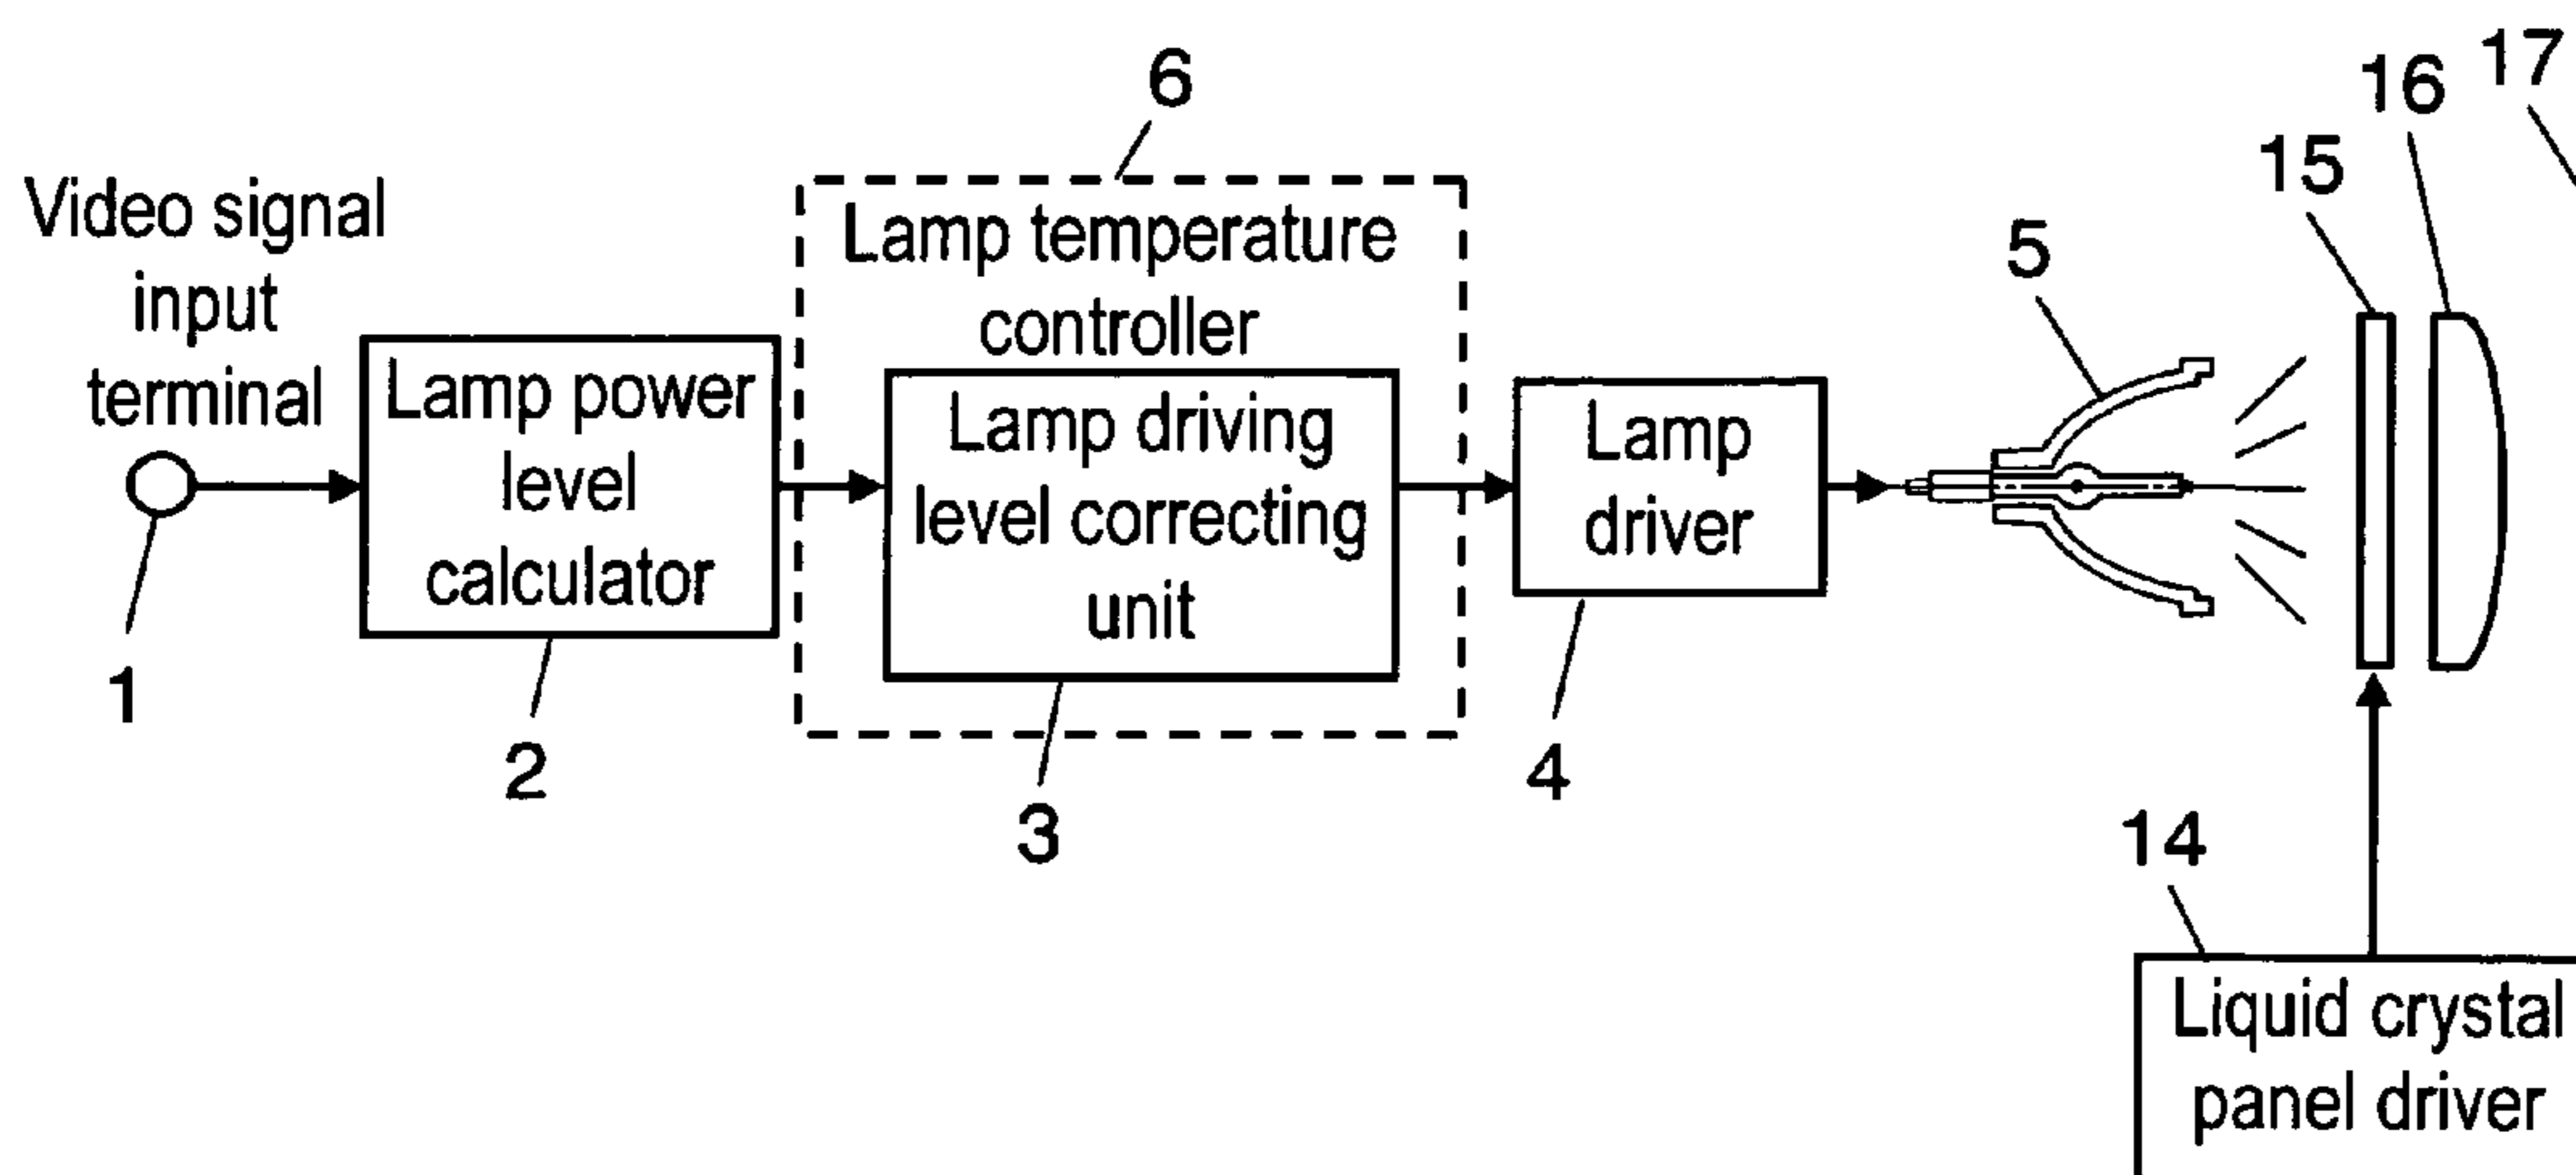 6
17
16
15
Video signal
input
terminal
Lamp temperature
controller
5
Lamp power
level
calculator
Lamp driving
level correcting
unit
Lamp
driver
1
2
3
4
14
Liquid crystal
panel driver